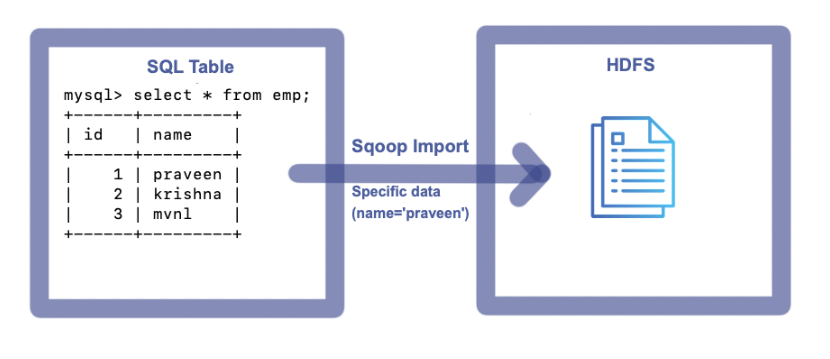 SQL Table
mysql> select * from emp;
+------+---------+
| id   | name    |
+------+---------+
|    1 | praveen |
|    2 | krishna |
|    3 | mvnl    |
+------+---------+
Sqoop Import
Specific data
(name='praveen')
HDFS